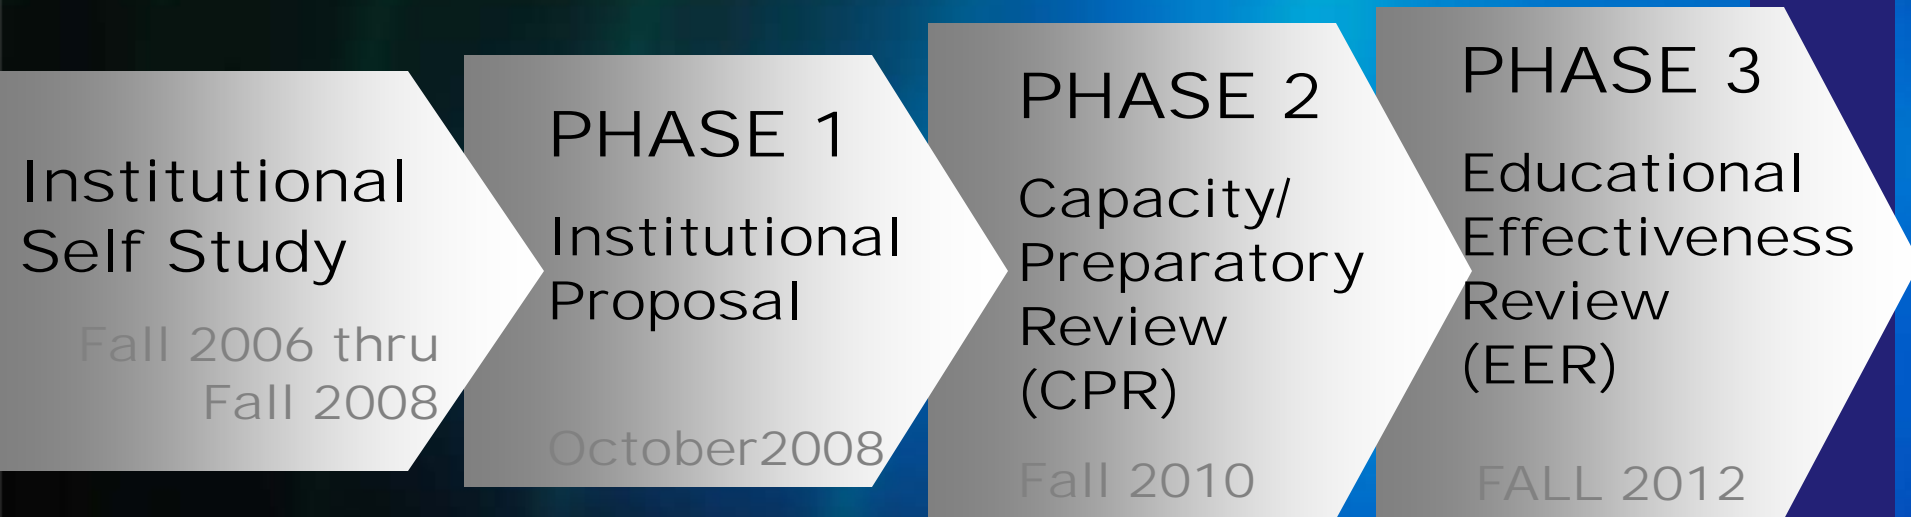 Institutional
Self Study
Fall 2006 thru
Fall 2008
PHASE 1
Institutional
Proposal
October2008
PHASE 2
Capacity/
Preparatory
Review
(CPR)
Fall 2010
PHASE 3
Educational
Effectiveness
Review
(EER)
FALL 2012